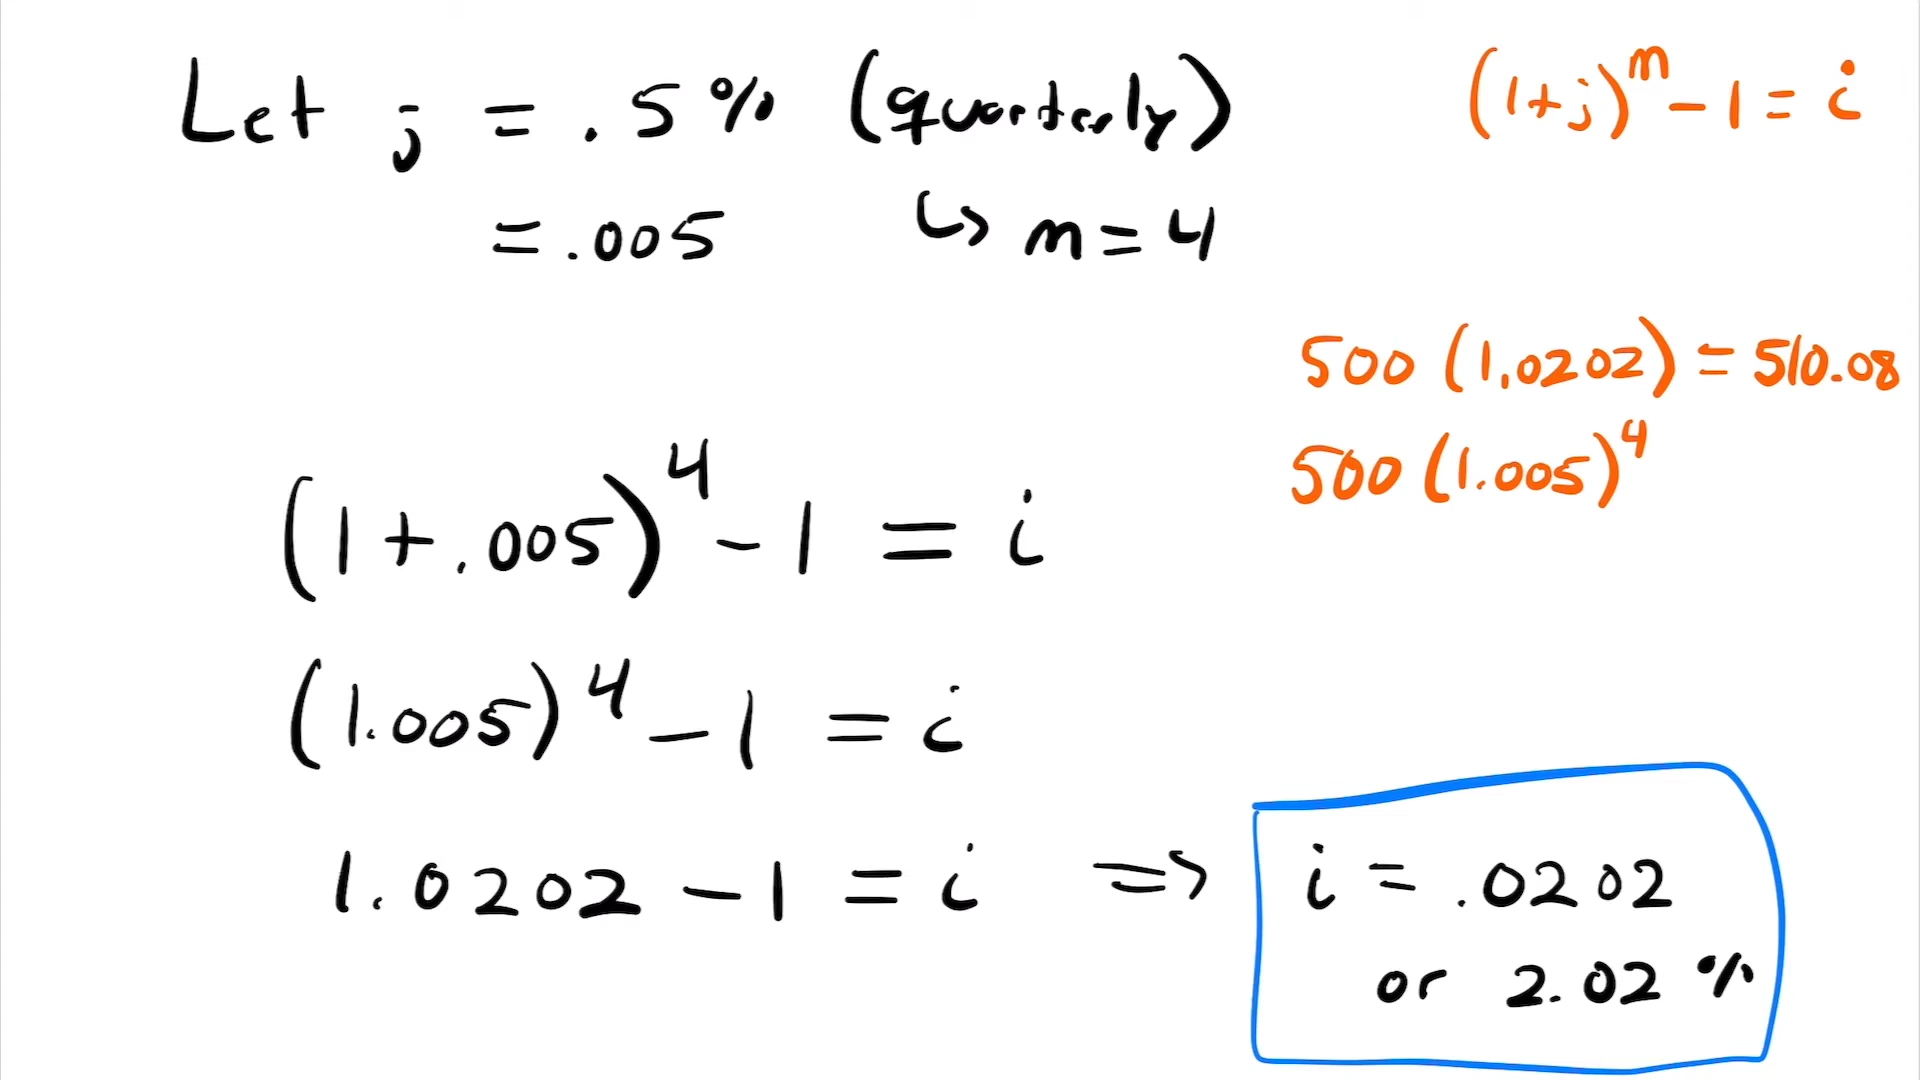 Let j = .5% (quarterly)
(1+j)^m - 1 = i
= .005 ↳ m = 4
500 (1.0202) = 510.08
500 (1.005)^4
(1 + .005)^4 - 1 = i
(1.005)^4 - 1 = i
1.0202 - 1 = i => i = .0202
or 2.02 %